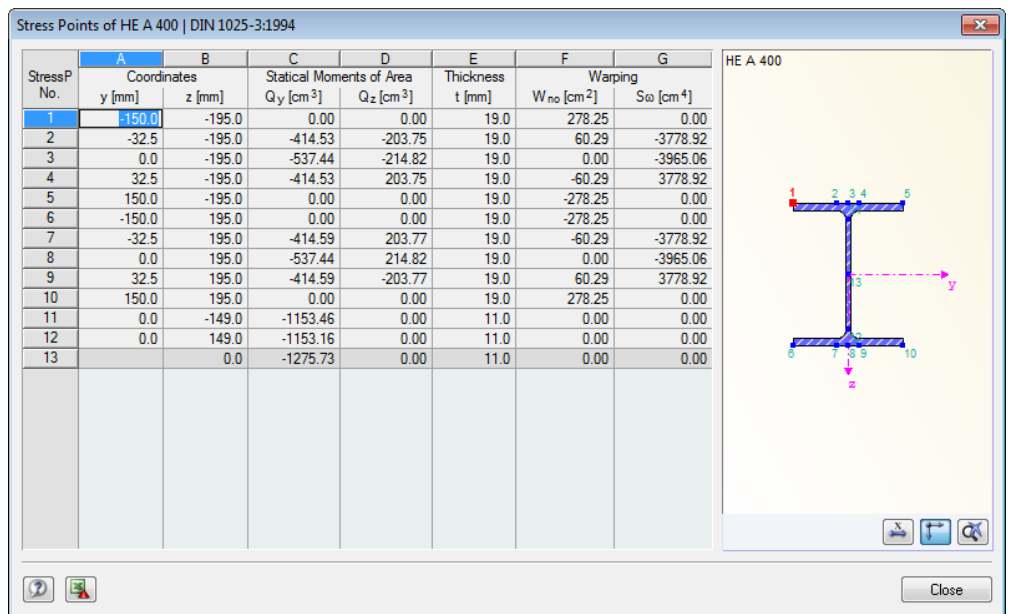 Stress Points of HE A 400 | DIN 1025-3:1994
A B C D E F G
StressP No. Coordinates Statical Moments of Area Thickness Warping
y [mm] z [mm] Qy [cm³] Qz [cm³] t [mm] Wno [cm²] Sω [cm⁴]
1 -150.0 -195.0 0.00 0.00 19.0 278.25 0.00
2 -32.5 -195.0 -414.53 -203.75 19.0 60.29 -3778.92
3 0.0 -195.0 -537.44 -214.82 19.0 0.00 -3965.06
4 32.5 -195.0 -414.53 203.75 19.0 -60.29 3778.92
5 150.0 -195.0 0.00 0.00 19.0 -278.25 0.00
6 -150.0 195.0 0.00 0.00 19.0 -278.25 0.00
7 -32.5 195.0 -414.59 203.77 19.0 -60.29 -3778.92
8 0.0 195.0 -537.44 214.82 19.0 0.00 -3965.06
9 32.5 195.0 -414.59 -203.77 19.0 60.29 3778.92
10 150.0 195.0 0.00 0.00 19.0 278.25 0.00
11 0.0 -149.0 -1153.46 0.00 11.0 0.00 0.00
12 0.0 149.0 -1153.16 0.00 11.0 0.00 0.00
13 0.0 -1275.73 0.00 11.0 0.00 0.00
HE A 400
1 2 3 4 5
13 y
6 7 8 9 10
z
x
Close